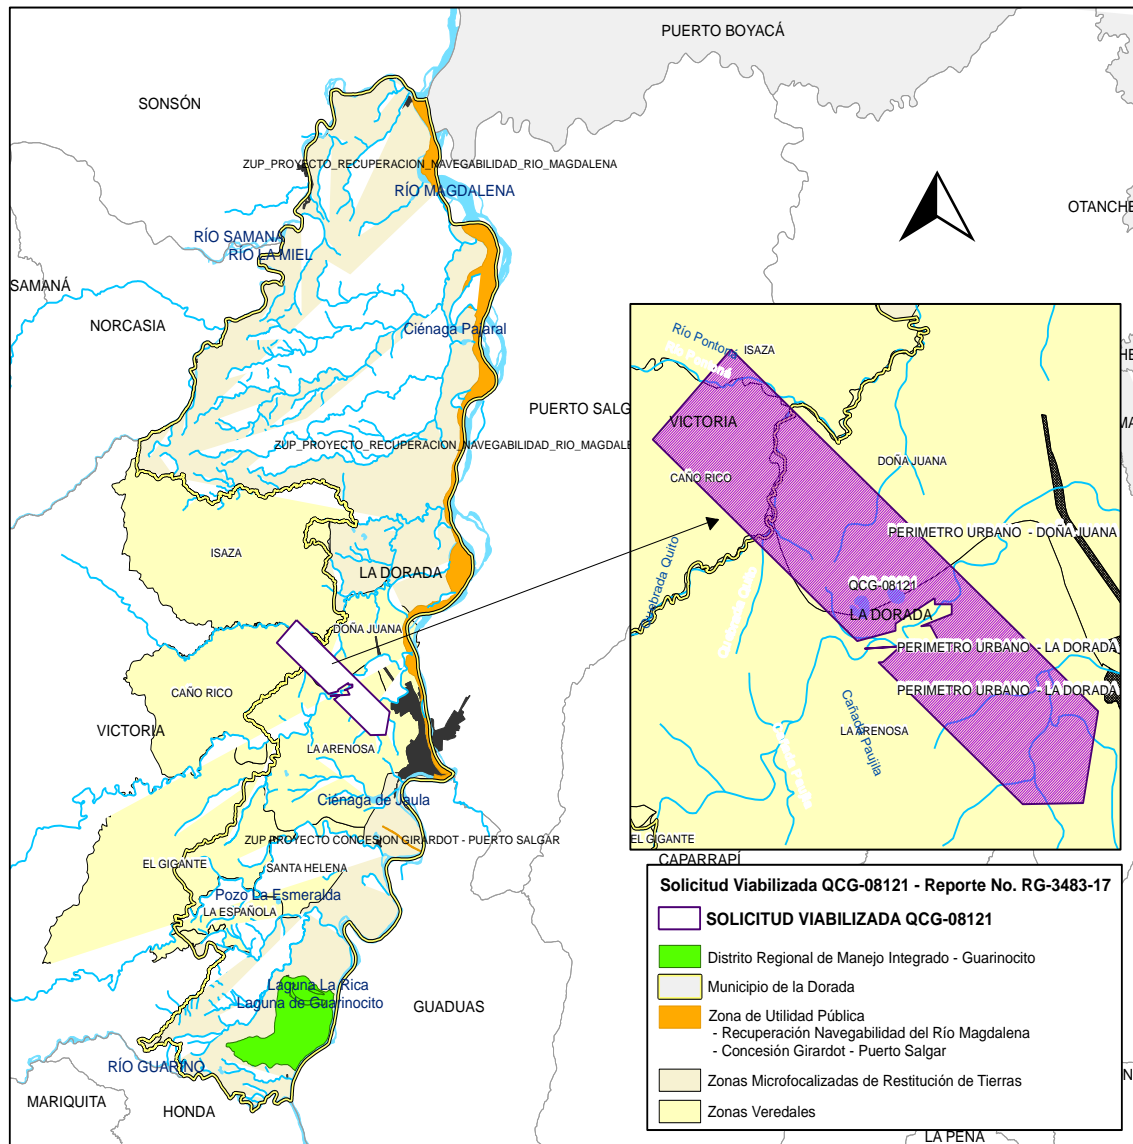 PUERTO BOYACÁ
SONSÓN
ZUP_PROYECTO_RECUPERACION_NAVEGABILIDAD_RIO_MAGDALENA
RÍO MAGDALENA
OTANCHE
RÍO SAMANÁ
RÍO LA MIEL
SAMANÁ
NORCASIA
Ciénaga Pajaral
PUERTO SALG
ZUP_PROYECTO_RECUPERACION_NAVEGABILIDAD_RIO_MAGDALE
ISAZA
LA DORADA
DOÑA JUANA
CAÑO RICO
VICTORIA
LA ARENOSA
Ciénaga de Jaula
ZUP PROYECTO CONCESIÓN GIRARDOT - PUERTO SALGAR
EL GIGANTE
SANTA HELENA
Pozo La Esmeralda
LA ESPAÑOLA
Laguna La Rica
Laguna de Guarinocito
GUADUAS
RÍO GUARINÓ
MARIQUITA
HONDA
Río Pontoná
ISAZA
VICTORIA
CAÑO RICO
DOÑA JUANA
PERIMETRO URBANO - DOÑA JUANA
QCG-08121
LA DORADA
PERIMETRO URBANO - LA DORADA
PERIMETRO URBANO - LA DORADA
Quebrada Quito
Cañada Paujila
LA ARENOSA
EL GIGANTE
CAPARRAPÍ
Solicitud Viabilizada QCG-08121 - Reporte No. RG-3483-17
SOLICITUD VIABILIZADA QCG-08121
Distrito Regional de Manejo Integrado - Guarinocito
Municipio de la Dorada
Zona de Utilidad Pública
- Recuperación Navegabilidad del Río Magdalena
- Concesión Girardot - Puerto Salgar
Zonas Microfocalizadas de Restitución de Tierras
Zonas Veredales
LA PEÑA